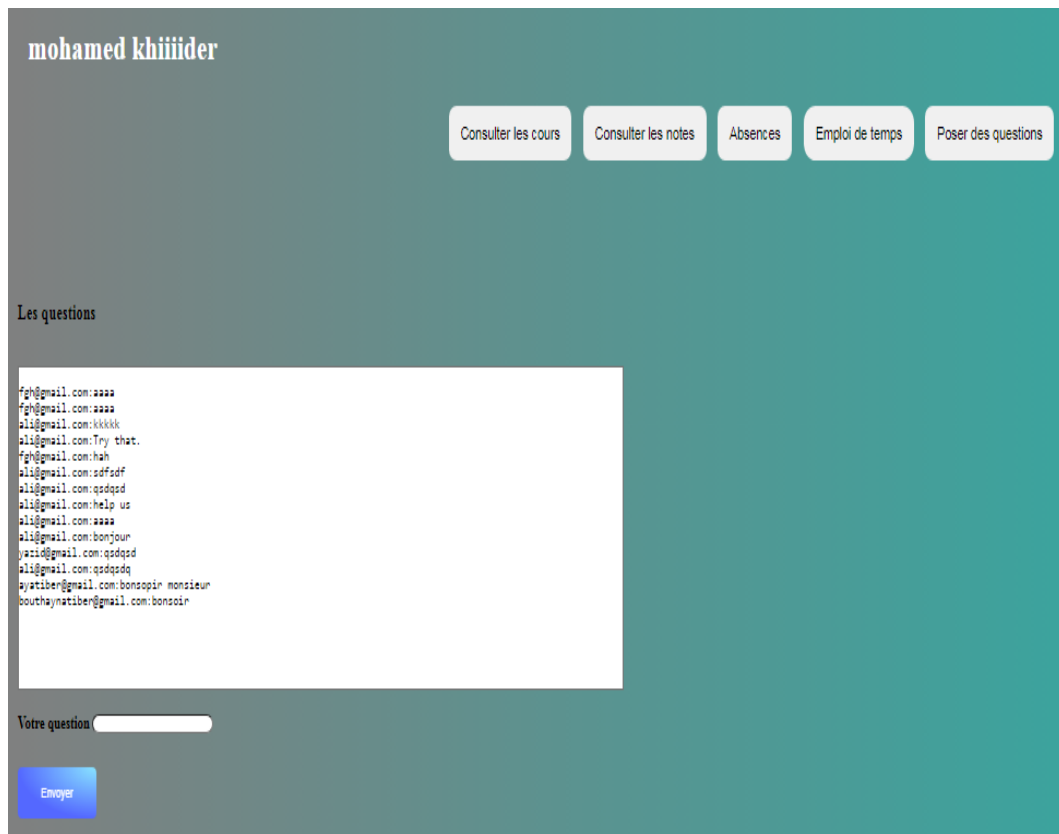 mohamed khiiiider
Consulter les cours Consulter les notes Absences Emploi de temps Poser des questions
Les questions
fgh@gmail.com:aaaa
fgh@gmail.com:aaaa
ali@gmail.com:kkkkk
ali@gmail.com:Try that.
fgh@gmail.com:hah
ali@gmail.com:sdfsdf
ali@gmail.com:qsdqsd
ali@gmail.com:help us
ali@gmail.com:aaaa
ali@gmail.com:bonjour
yazid@gmail.com:qsdqsd
ali@gmail.com:qsdqsdq
ayatiber@gmail.com:bonsopir monsieur
bouthaynatiber@gmail.com:bonsoir
Votre question
Envoyer